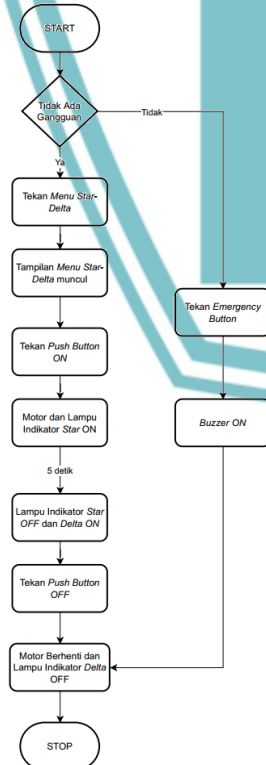 START
Tidak Ada
Gangguan
Tidak
Ya
Tekan Menu Star-
Delta
Tampilan Menu Star-
Delta muncul
Tekan Emergency
Button
Tekan Push Button
ON
Motor dan Lampu
Indikator Star ON
Buzzer ON
5 detik
Lampu Indikator Star
OFF dan Delta ON
Tekan Push Button
OFF
Motor Berhenti dan
Lampu Indikator Delta
OFF
STOP